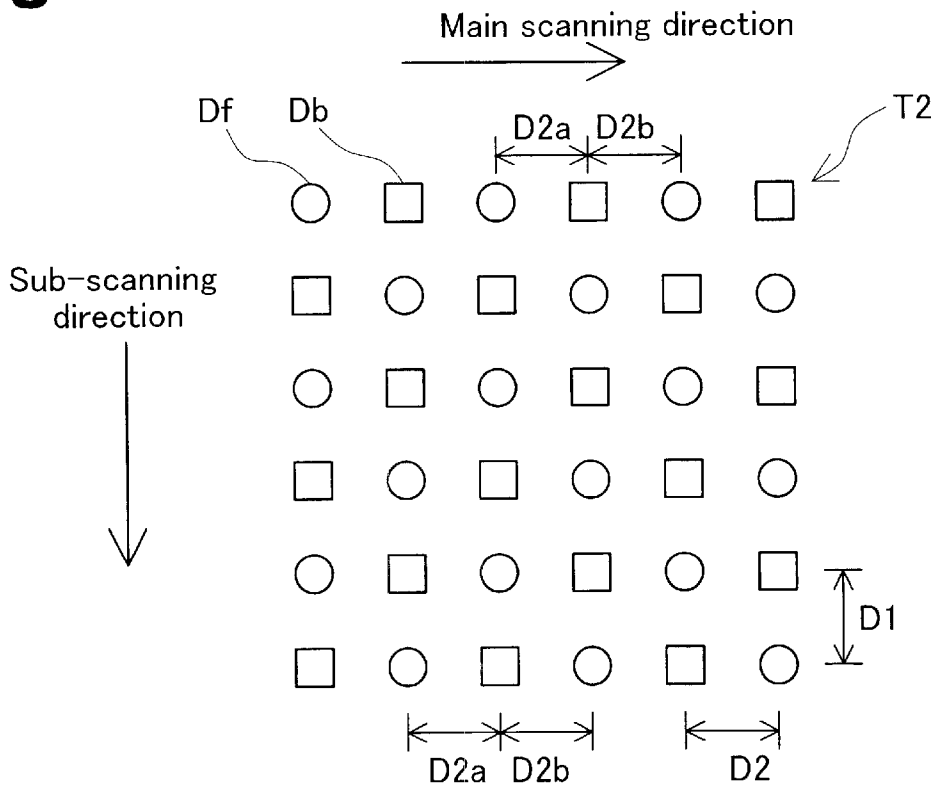 Main scanning direction
Df
Db
D2a
D2b
T2
Sub-scanning
direction
D1
D2a
D2b
D2